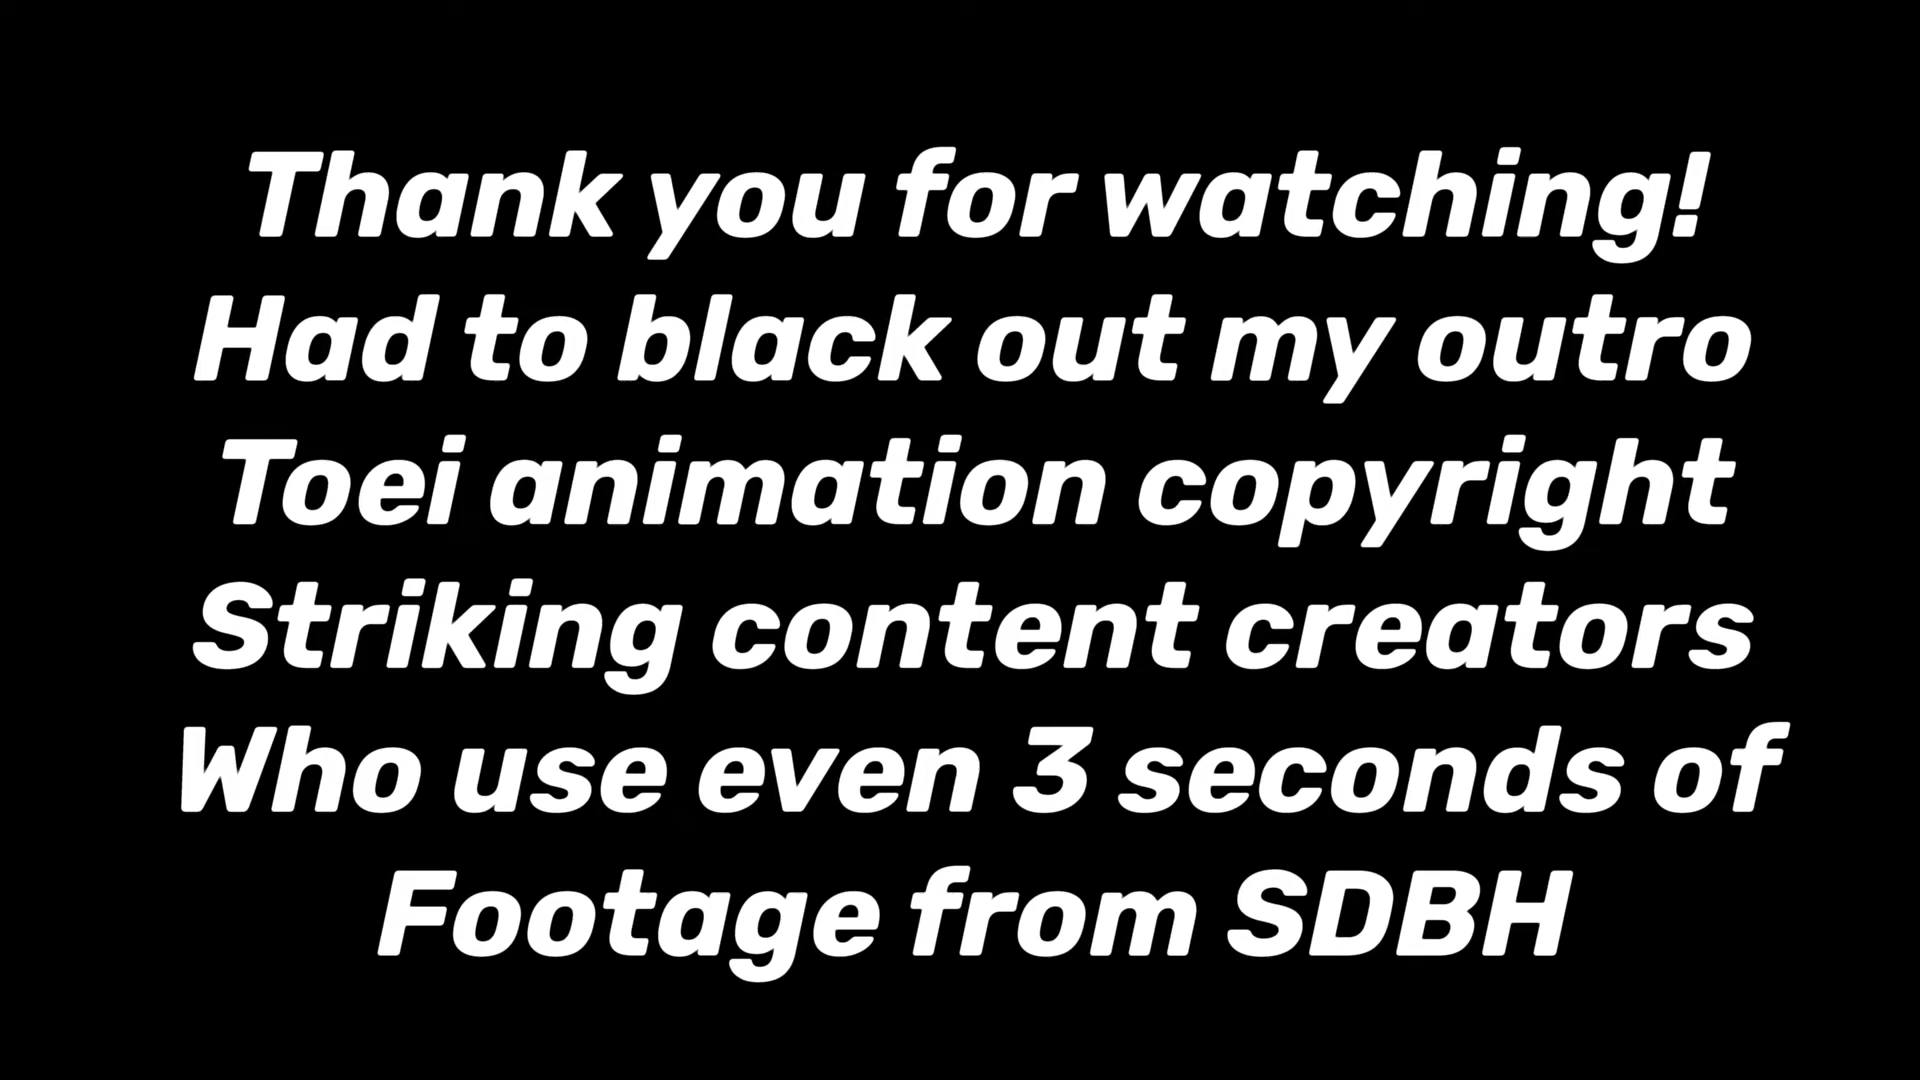 Thank you for watching!
Had to black out my outro
Toei animation copyright
Striking content creators
Who use even 3 seconds of
Footage from SDBH